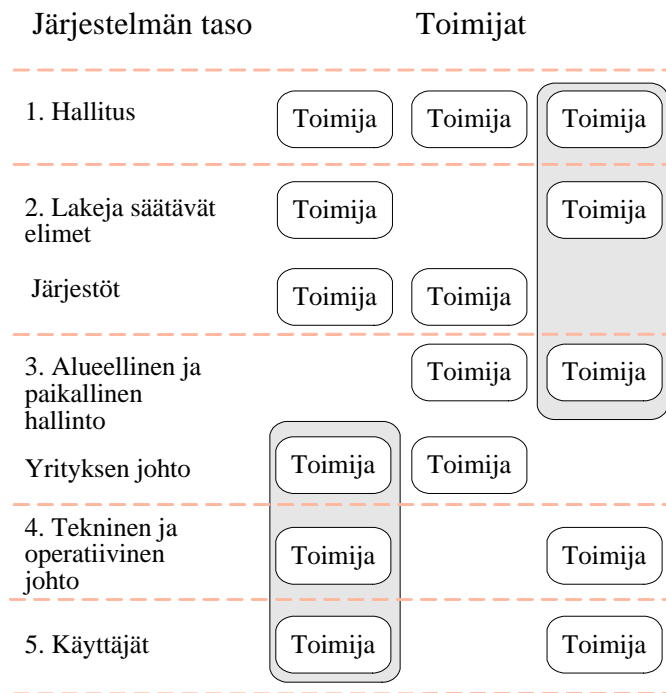 Järjestelmän taso Toimijat
1. Hallitus Toimija Toimija Toimija
2. Lakeja säätävät
elimet
Toimija Toimija
Järjestöt Toimija Toimija
3. Alueellinen ja
paikallinen
hallinto
Toimija Toimija
Yrityksen johto Toimija Toimija
4. Tekninen ja
operatiivinen
johto
Toimija Toimija
5. Käyttäjät Toimija Toimija